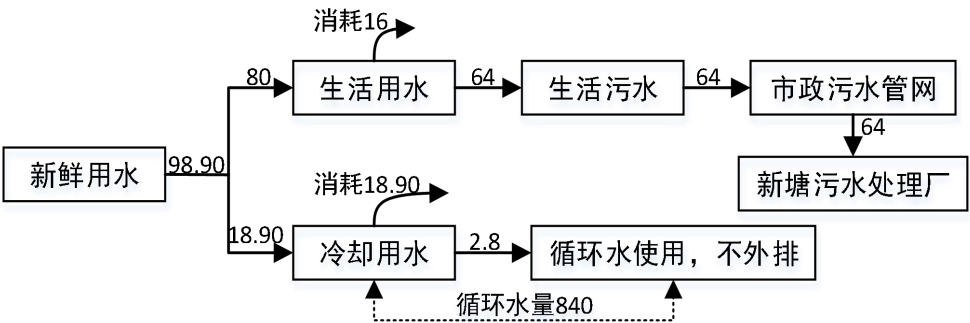 消耗16
80
生活用水
64
生活污水
64
市政污水管网
64
新鲜用水
98.90
新塘污水处理厂
消耗18.90
18.90
冷却用水
2.8
循环水使用，不外排
循环水量840